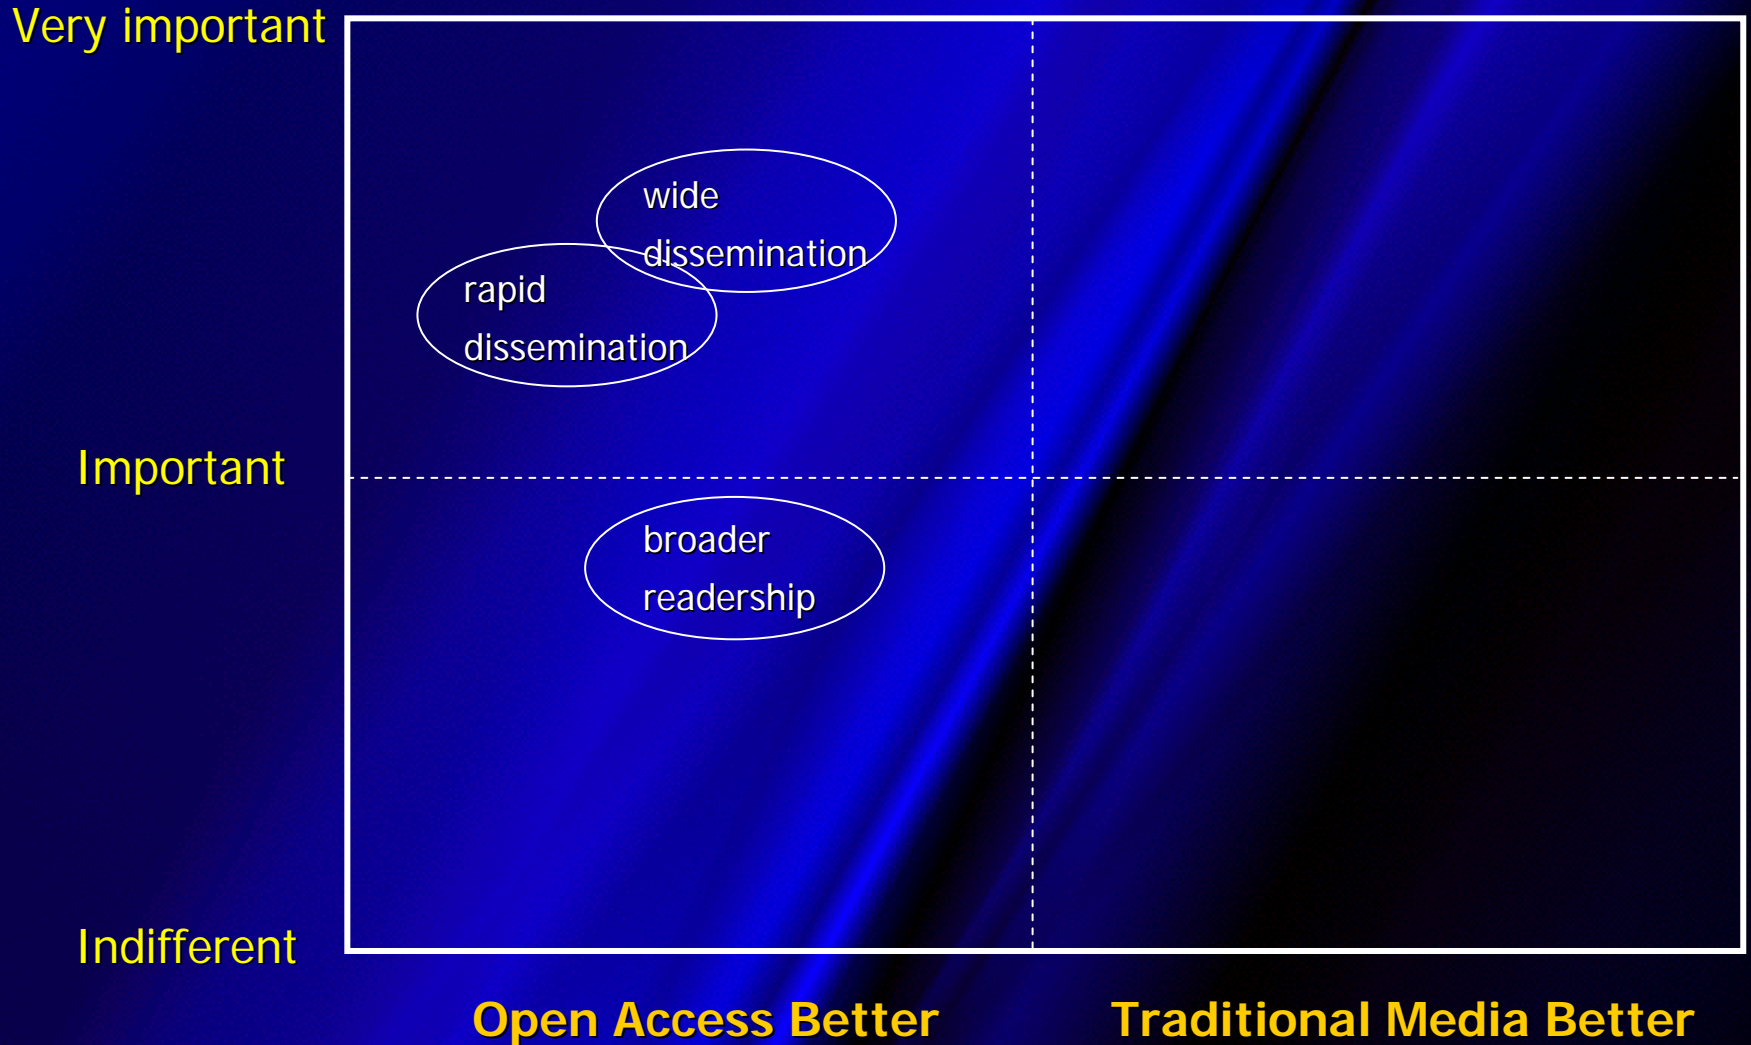 Very important
wide
dissemination
rapid
dissemination
Important
broader
readership
Indifferent
Open Access Better
Traditional Media Better